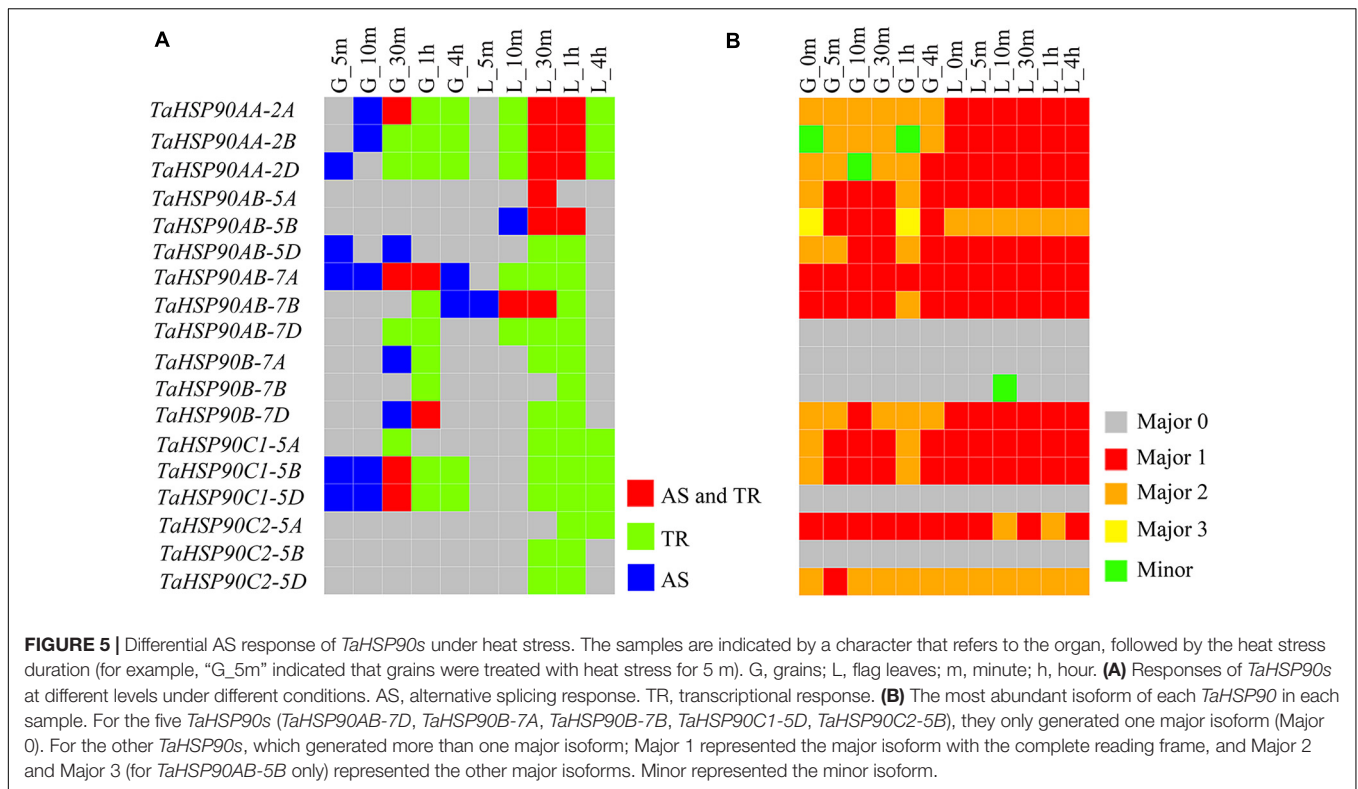 A
G_5m G_10m G_30m G_1h G_4h L_5m L_10m L_30m L_1h L_4h
B
G_0m G_5m G_10m G_30m G_1h G_4h L_0m L_5m L_10m L_30m L_1h L_4h
TaHSP90AA-2A
TaHSP90AA-2B
TaHSP90AA-2D
TaHSP90AB-5A
TaHSP90AB-5B
TaHSP90AB-5D
TaHSP90AB-7A
TaHSP90AB-7B
TaHSP90AB-7D
TaHSP90B-7A
TaHSP90B-7B
TaHSP90B-7D
TaHSP90C1-5A
TaHSP90C1-5B
TaHSP90C1-5D
TaHSP90C2-5A
TaHSP90C2-5B
TaHSP90C2-5D
AS and TR
TR
AS
Major 0
Major 1
Major 2
Major 3
Minor
FIGURE 5 | Differential AS response of TaHSP90s under heat stress. The samples are indicated by a character that refers to the organ, followed by the heat stress
duration (for example, “G_5m” indicated that grains were treated with heat stress for 5 m). G, grains; L, flag leaves; m, minute; h, hour. (A) Responses of TaHSP90s
at different levels under different conditions. AS, alternative splicing response. TR, transcriptional response. (B) The most abundant isoform of each TaHSP90 in each
sample. For the five TaHSP90s (TaHSP90AB-7D, TaHSP90B-7A, TaHSP90B-7B, TaHSP90C1-5D, TaHSP90C2-5B), they only generated one major isoform (Major
0). For the other TaHSP90s, which generated more than one major isoform; Major 1 represented the major isoform with the complete reading frame, and Major 2
and Major 3 (for TaHSP90AB-5B only) represented the other major isoforms. Minor represented the minor isoform.